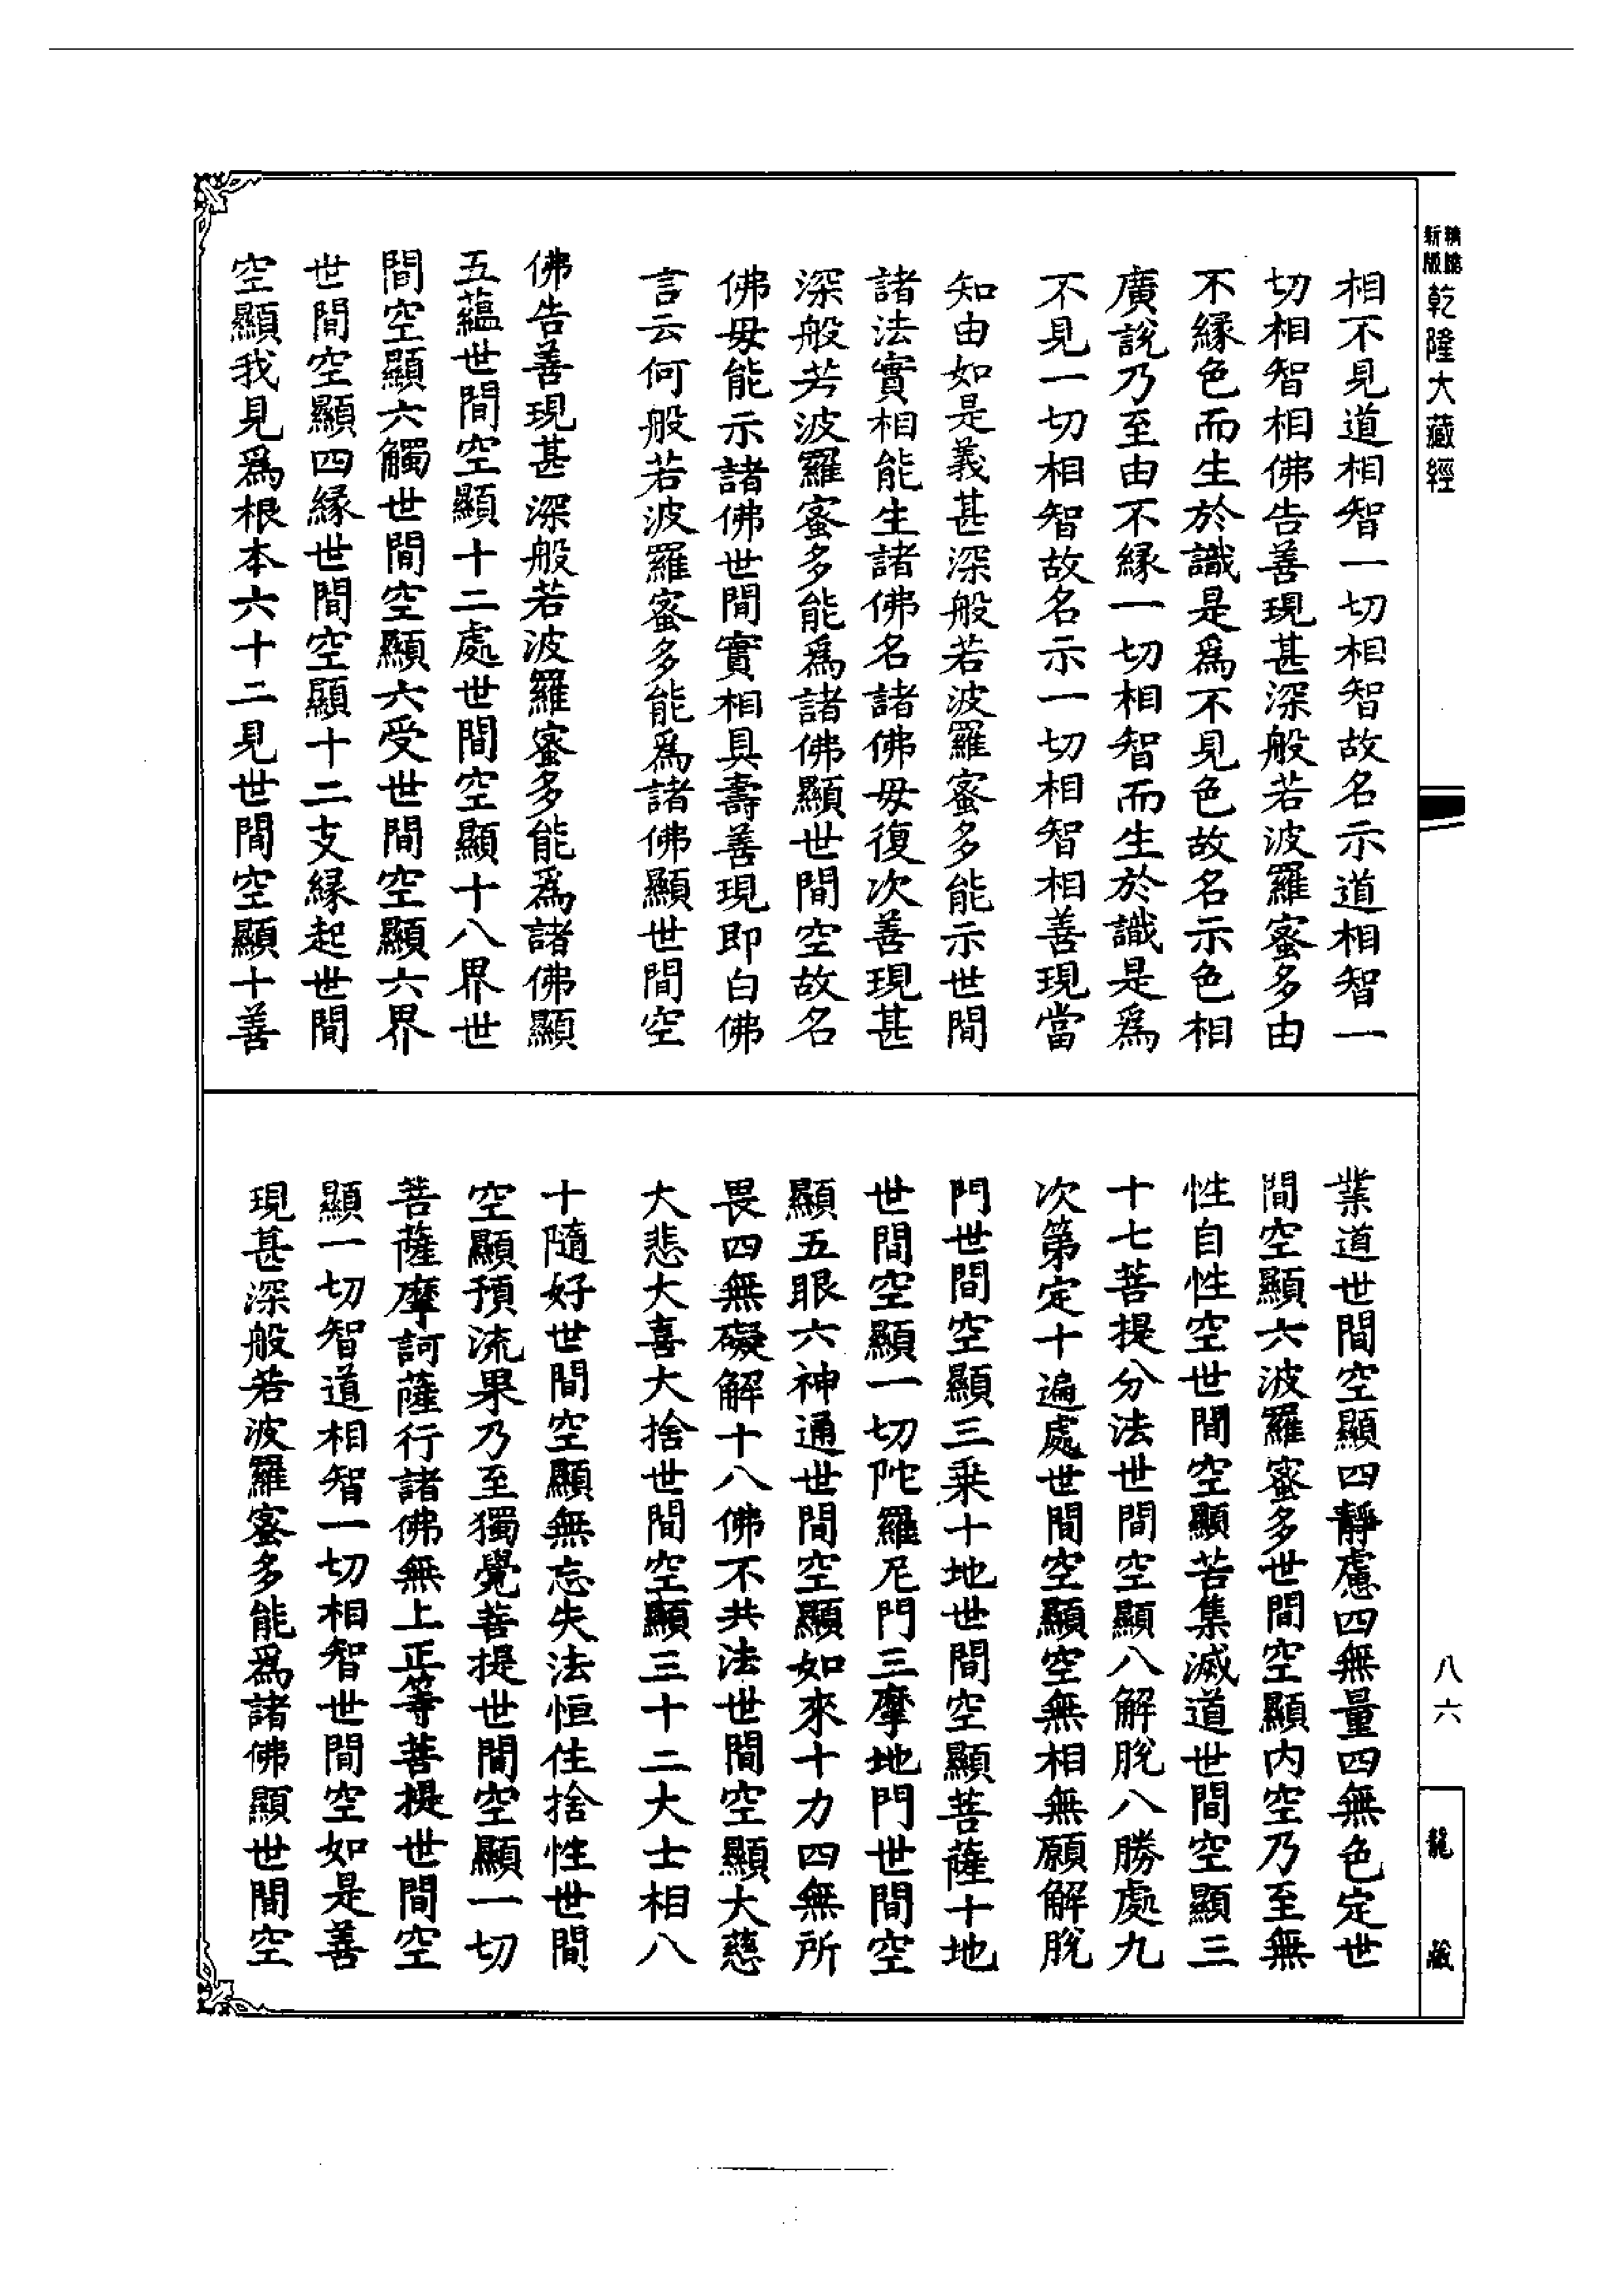 新版
精縮
乾隆大藏經
相不見道相智一切相智故名示道相智一
切相智相佛告善現甚深般若波羅蜜多由
不緣色而生於識是為不見色故名示色相
廣說乃至由不緣一切相智而生於識是為
不見一切相智故名示一切相智相善現當
知由如是義甚深般若波羅蜜多能示世間
諸法實相能生諸佛名諸佛母復次善現甚
深般若波羅蜜多能為諸佛顯世間空故名
佛母能示諸佛世間實相具壽善現即白佛
言云何般若波羅蜜多能為諸佛顯世間空
佛告善現甚深般若波羅蜜多能為諸佛顯
五蘊世間空顯十二處世間空顯十八界世
間空顯六觸世間空顯六受世間空顯六界
世間空顯四緣世間空顯十二支緣起世間
空顯我見為根本六十二見世間空顯十善
業道世間空顯四靜慮四無量四無色定世
間空顯六波羅蜜多世間空顯內空乃至無
性自性空世間空顯苦集滅道世間空顯三
十七菩提分法世間空顯八解脫八勝處九
次第定十遍處世間空顯空無相無願解脫
門世間空顯三乘十地世間空顯菩薩十地
世間空顯一切陀羅尼門三摩地門世間空
顯五眼六神通世間空顯如來十力四無所
畏四無礙解十八佛不共法世間空顯大慈
大悲大喜大捨世間空顯三十二大士相八
十隨好世間空顯無忘失法恒住捨性世間
空顯預流果乃至獨覺菩提世間空顯一切
菩薩摩訶薩行諸佛無上正等菩提世間空
顯一切智道相智一切相智世間空如是善
現甚深般若波羅蜜多能為諸佛顯世間空
八六
龍藏